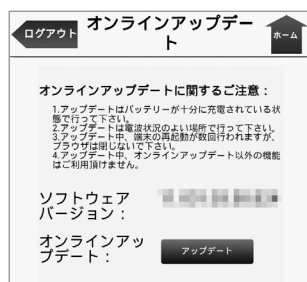 ログアウト
オンラインアップデー
ト
ホーム
オンラインアップデートに関するご注意：
1.アップデートはバッテリーが十分に充電されている状
態で行って下さい。
2.アップデートは電波状況のよい場所で行って下さい。
3.アップデート中、端末の再起動が数回行われますが、
ブラウザは閉じないで下さい。
4.アップデート中、オンラインアップデート以外の機能
はご利用頂けません。
ソフトウェア
バージョン：
オンラインアッ
プデート：
アップデート